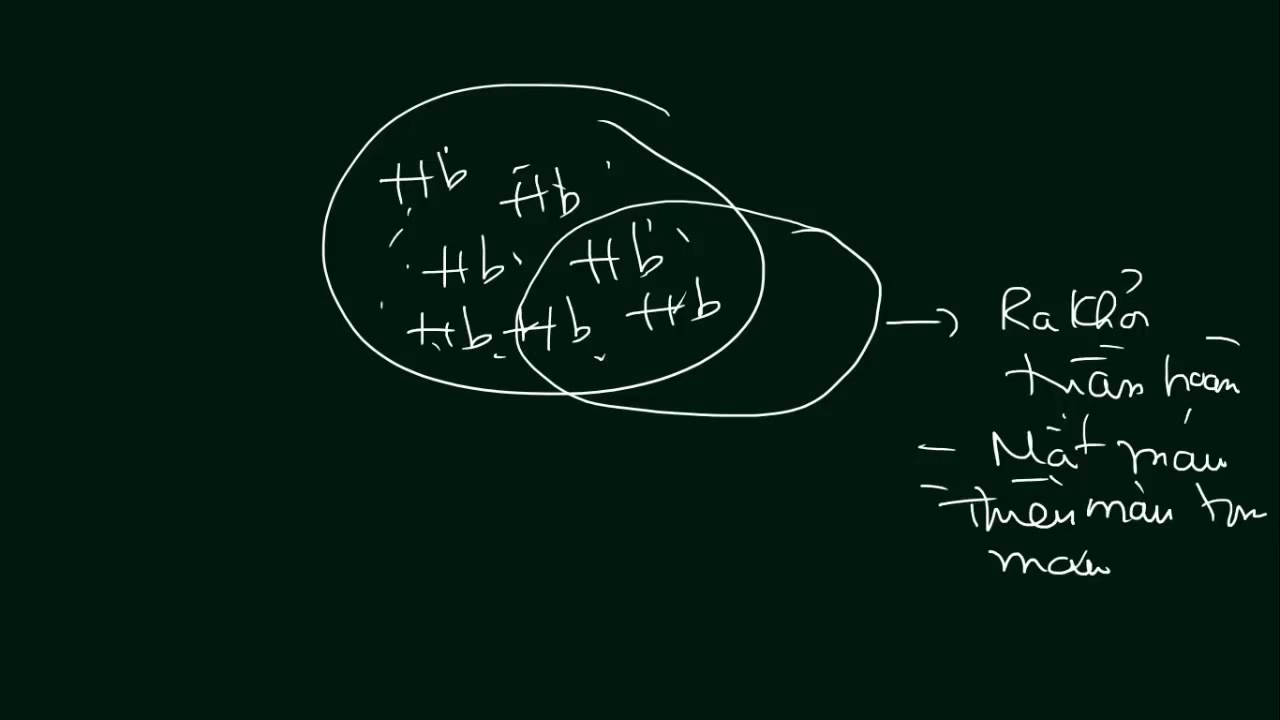 Hb Hb
Hb Hb
Hb Hb Hb
→ Ra khỏi
tuần hoàn
- Mất máu
- Thiếu máu tan
máu